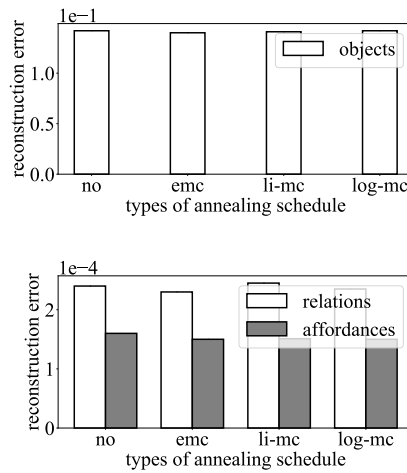 1e−1
reconstruction error
1.0
0.5
0.0
objects
no emc li-mc log-mc
types of annealing schedule
1e−4
reconstruction error
2
1
0
relations
affordances
no emc li-mc log-mc
types of annealing schedule